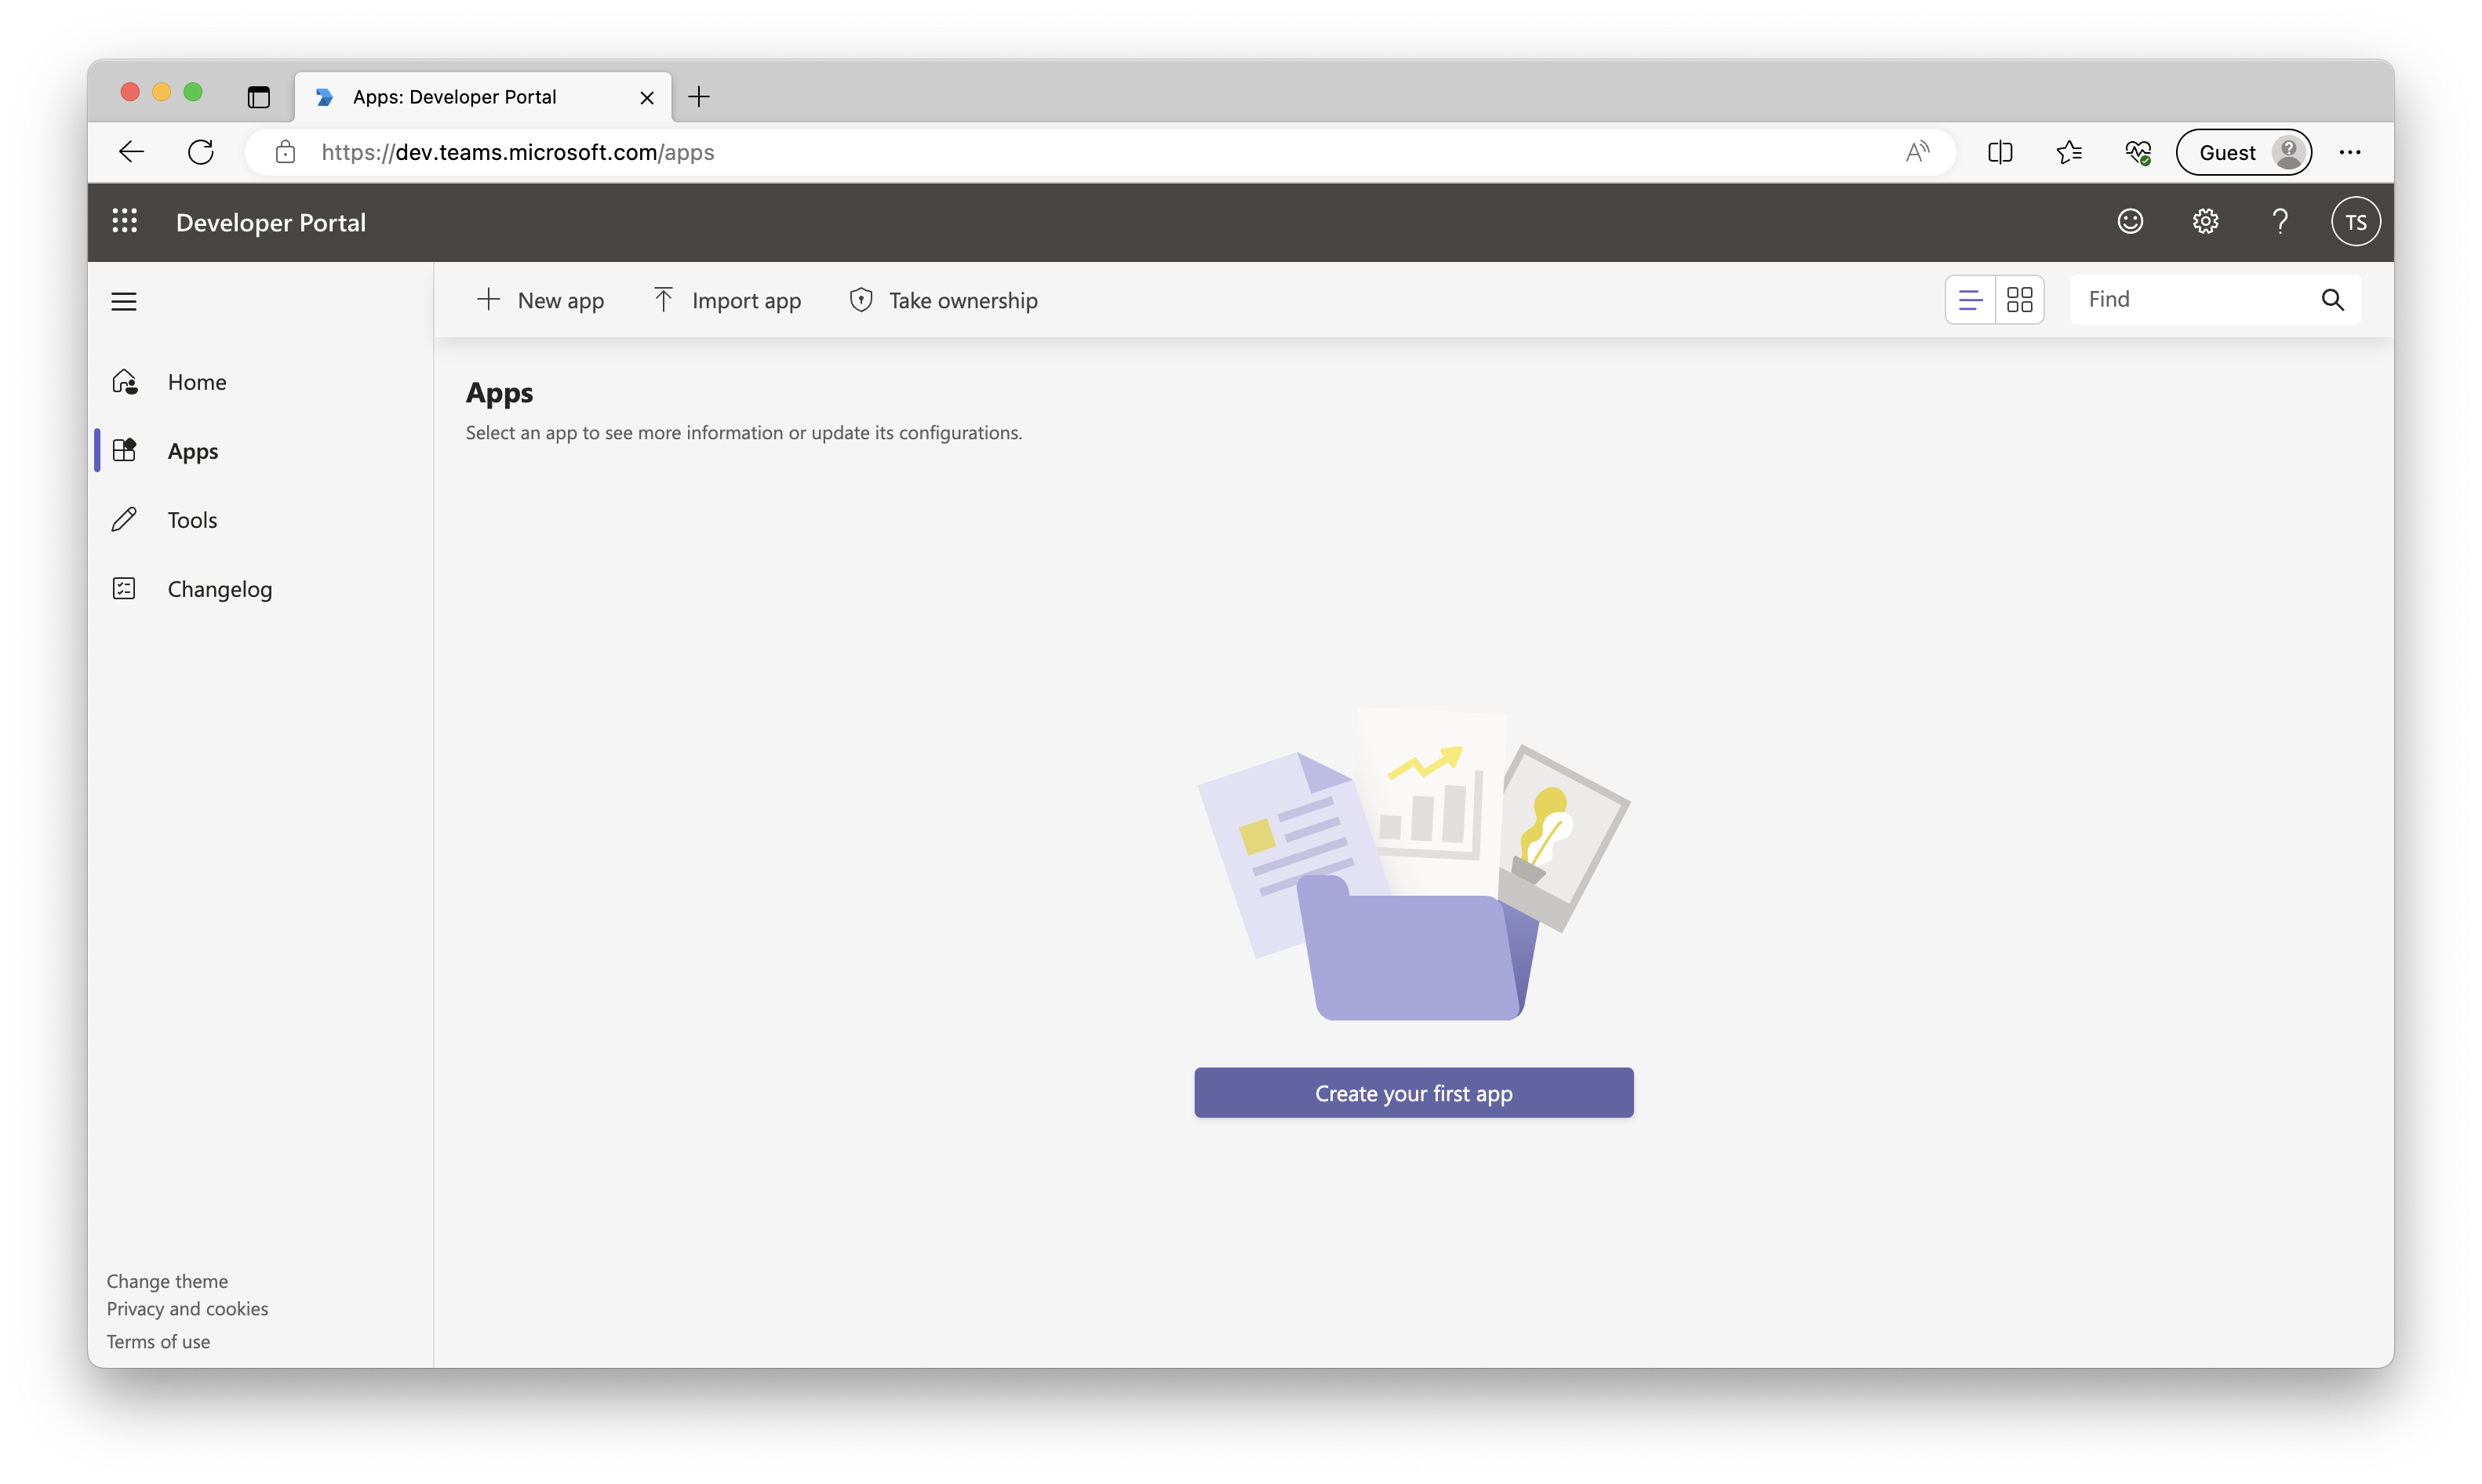 Apps: Developer Portal
https://dev.teams.microsoft.com/apps
Guest
Developer Portal
TS
New app
Import app
Take ownership
Find
Home
Apps
Tools
Changelog
Apps
Select an app to see more information or update its configurations.
Create your first app
Change theme
Privacy and cookies
Terms of use